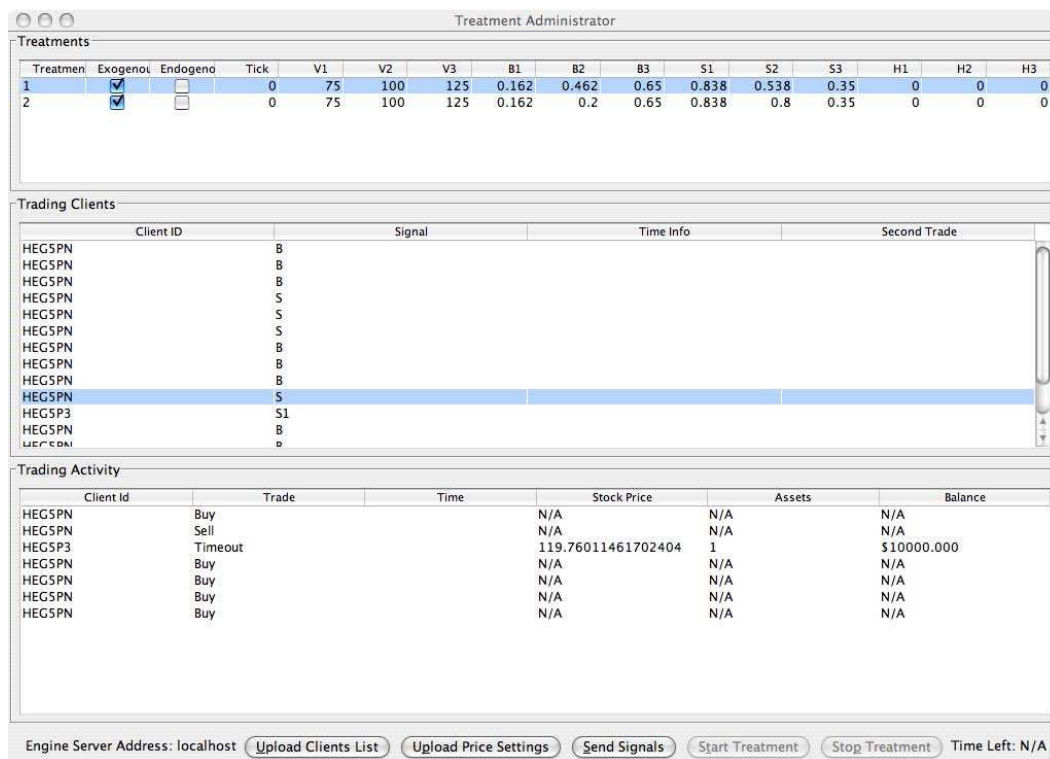 Treatment Administrator
Treatments
Treatmen Exogenou Endogeno Tick V1 V2 V3 B1 B2 B3 S1 S2 S3 H1 H2 H3
1 0 75 100 125 0.162 0.462 0.65 0.838 0.538 0.35 0 0 0
2 0 75 100 125 0.162 0.2 0.65 0.838 0.8 0.35 0 0 0
Trading Clients
Client ID Signal Time Info Second Trade
HEG5PN B
HEG5PN B
HEG5PN B
HEG5PN S
HEG5PN S
HEG5PN S
HEG5PN B
HEG5PN B
HEG5PN B
HEG5PN S
HEG5P3 S1
HEG5PN B
HEG5PN B
Trading Activity
Client Id Trade Time Stock Price Assets Balance
HEG5PN Buy N/A N/A N/A
HEG5PN Sell N/A N/A N/A
HEG5P3 Timeout 119.76011461702404 1 $10000.000
HEG5PN Buy N/A N/A N/A
HEG5PN Buy N/A N/A N/A
HEG5PN Buy N/A N/A N/A
HEG5PN Buy N/A N/A N/A
Engine Server Address: localhost Upload Clients List Upload Price Settings Send Signals Start Treatment Stop Treatment Time Left: N/A